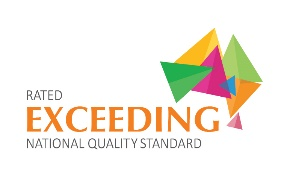 RATED
EXCEEDING
NATIONAL QUALITY STANDARD